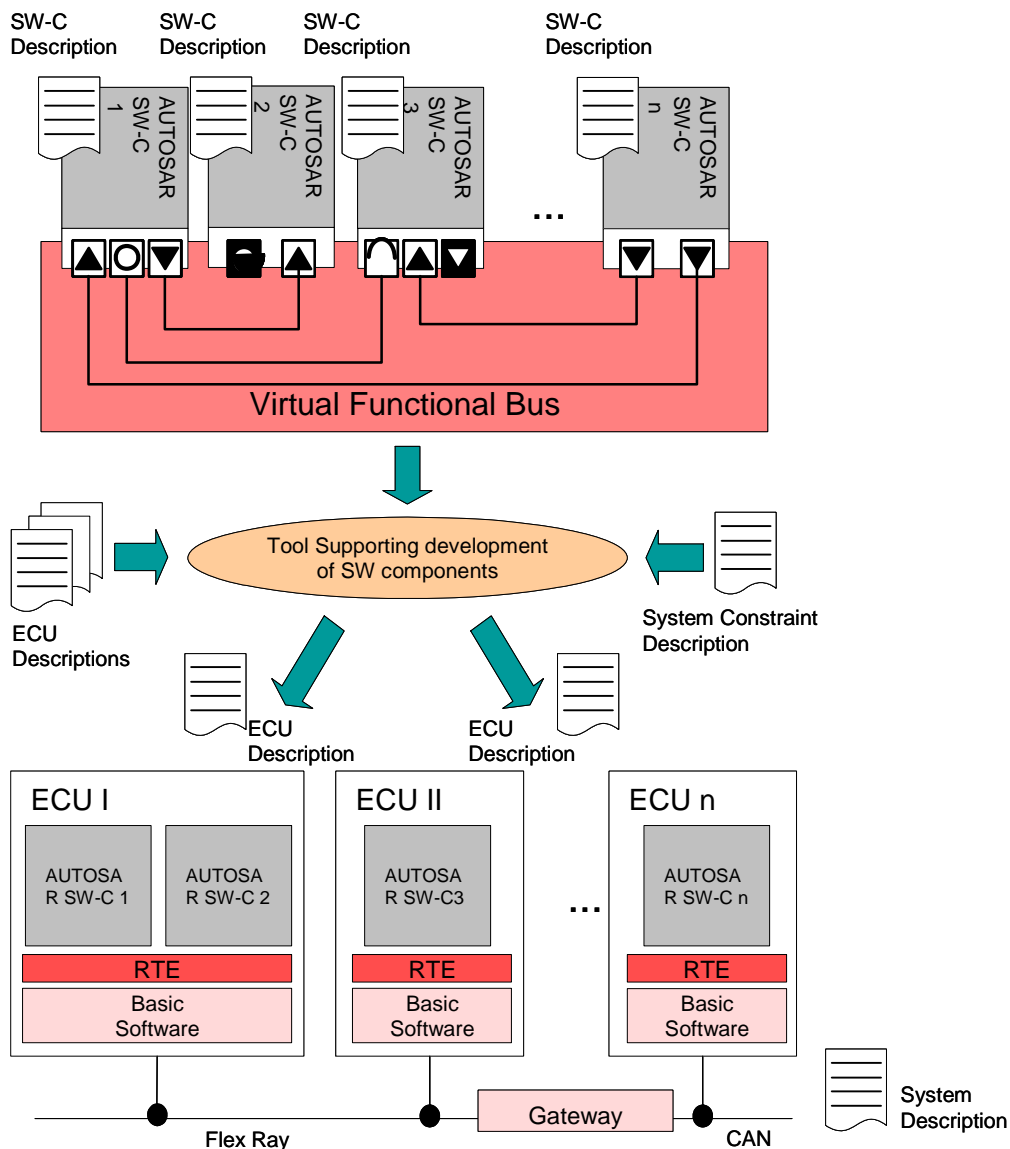 SW-C
Description
SW-C
Description
SW-C
Description
SW-C
Description
AUTOSAR
SW-C
1
AUTOSAR
SW-C
2
AUTOSAR
SW-C
3
...
AUTOSAR
SW-C
n
Virtual Functional Bus
Tool Supporting development
of SW components
ECU
Descriptions
System Constraint
Description
ECU
Description
ECU
Description
ECU I
AUTOSA
R SW-C 1
AUTOSA
R SW-C 2
RTE
Basic
Software
ECU II
AUTOSA
R SW-C3
RTE
Basic
Software
...
ECU n
AUTOSA
R SW-C n
RTE
Basic
Software
Gateway
Flex Ray
CAN
System
Description